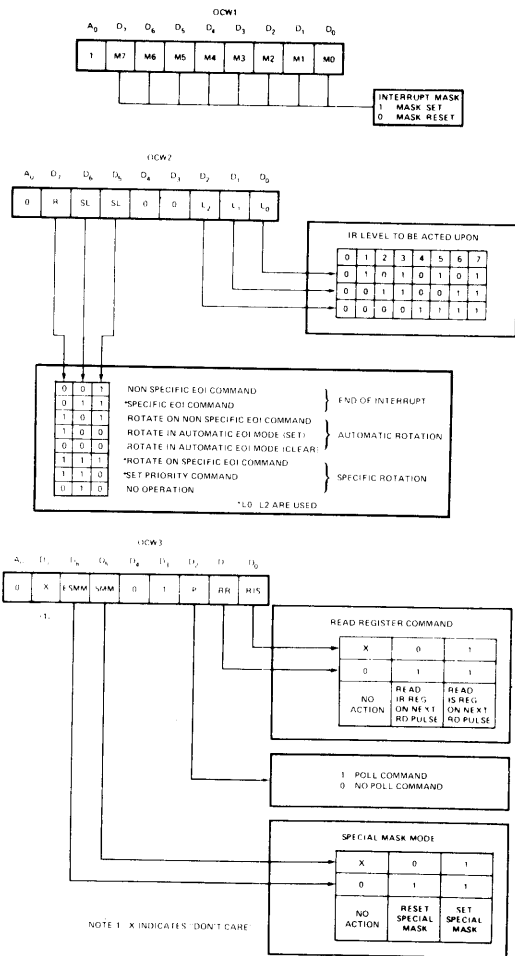 OCW1
A0 D7 D6 D5 D4 D3 D2 D1 D0
1 M7 M6 M5 M4 M3 M2 M1 M0
INTERRUPT MASK
1 MASK SET
0 MASK RESET
OCW2
A0 D7 D6 D5 D4 D3 D2 D1 D0
0 R SL SL 0 0 L2 L1 L0
IR LEVEL TO BE ACTED UPON
0 1 2 3 4 5 6 7
0 1 0 1 0 1 0 1
0 0 1 1 0 0 1 1
0 0 0 0 1 1 1 1
0 0 1 NON SPECIFIC EOI COMMAND
0 1 1 *SPECIFIC EOI COMMAND
END OF INTERRUPT
1 0 1 ROTATE ON NON SPECIFIC EOI COMMAND
1 0 0 ROTATE IN AUTOMATIC EOI MODE (SET)
0 0 0 ROTATE IN AUTOMATIC EOI MODE (CLEAR)
AUTOMATIC ROTATION
1 1 1 *ROTATE ON SPECIFIC EOI COMMAND
1 1 0 *SET PRIORITY COMMAND
0 1 0 NO OPERATION
SPECIFIC ROTATION
*L0 L2 ARE USED
OCW3
A0 D7 D6 D5 D4 D3 D2 D D0
0 X ESMM SMM 0 1 P RR RIS
(1)
READ REGISTER COMMAND
X 0 1
0 1 1
NO ACTION
READ IR REG ON NEXT RD PULSE
READ IS REG ON NEXT RD PULSE
1 POLL COMMAND
0 NO POLL COMMAND
SPECIAL MASK MODE
X 0 1
0 1 1
NO ACTION
RESET SPECIAL MASK
SET SPECIAL MASK
NOTE 1 X INDICATES "DON'T CARE"